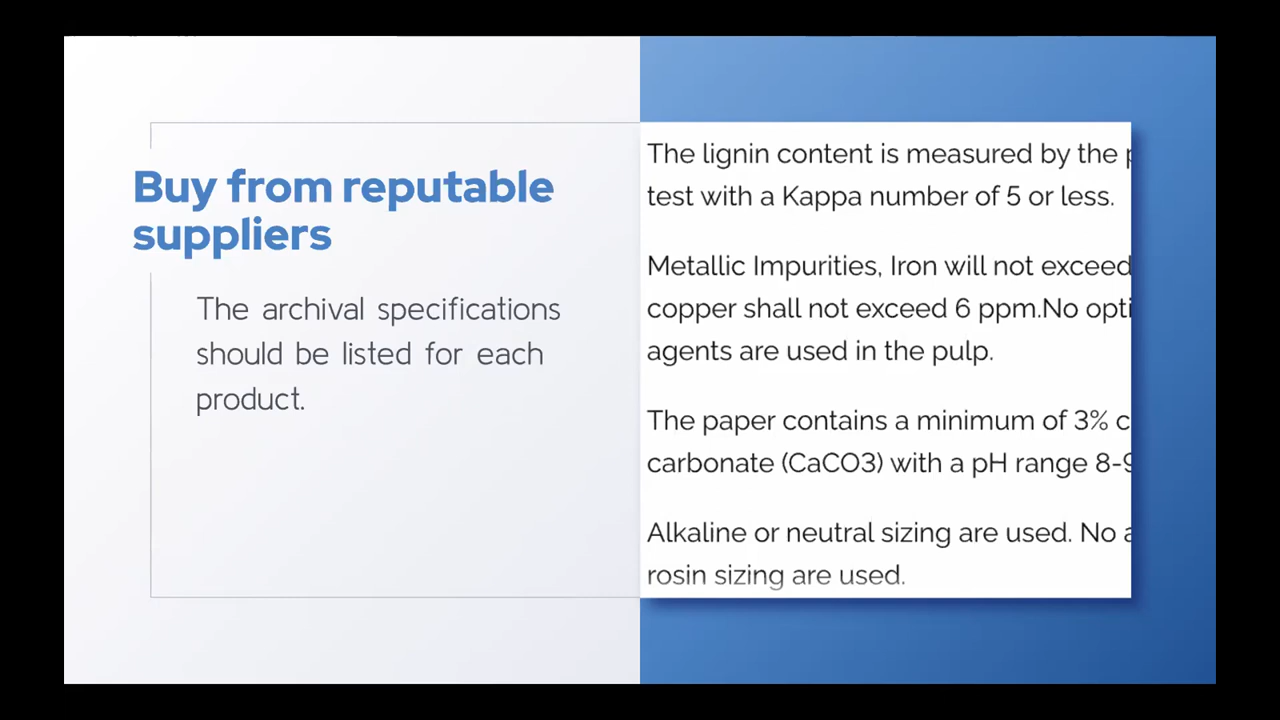 Buy from reputable
suppliers
The archival specifications
should be listed for each
product.
The lignin content is measured by the
test with a Kappa number of 5 or less.
Metallic Impurities, Iron will not exceed
copper shall not exceed 6 ppm.No opti
agents are used in the pulp.
The paper contains a minimum of 3% c
carbonate (CaCO3) with a pH range 8-9
Alkaline or neutral sizing are used. No a
rosin sizing are used.